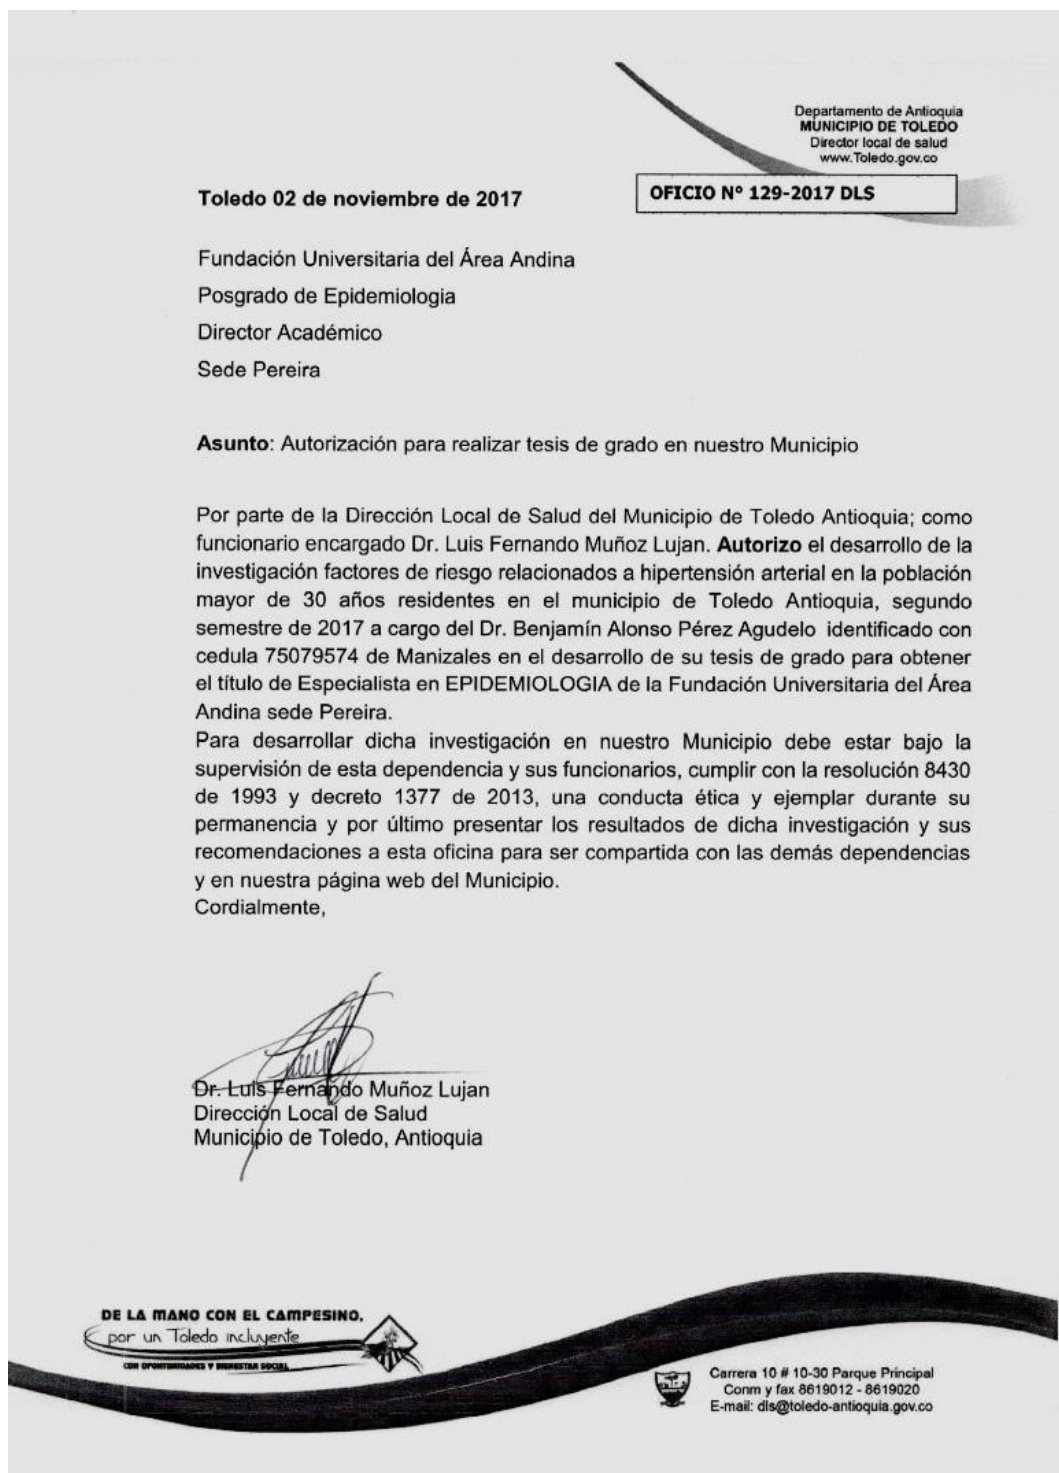 Departamento de Antioquia
MUNICIPIO DE TOLEDO
Director local de salud
www.Toledo.gov.co
OFICIO Nº 129-2017 DLS
Toledo 02 de noviembre de 2017
Fundación Universitaria del Área Andina
Posgrado de Epidemiologia
Director Académico
Sede Pereira
Asunto: Autorización para realizar tesis de grado en nuestro Municipio
Por parte de la Dirección Local de Salud del Municipio de Toledo Antioquia; como
funcionario encargado Dr. Luis Fernando Muñoz Lujan. Autorizo el desarrollo de la
investigación factores de riesgo relacionados a hipertensión arterial en la población
mayor de 30 años residentes en el municipio de Toledo Antioquia, segundo
semestre de 2017 a cargo del Dr. Benjamín Alonso Pérez Agudelo identificado con
cedula 75079574 de Manizales en el desarrollo de su tesis de grado para obtener
el título de Especialista en EPIDEMIOLOGIA de la Fundación Universitaria del Área
Andina sede Pereira.
Para desarrollar dicha investigación en nuestro Municipio debe estar bajo la
supervisión de esta dependencia y sus funcionarios, cumplir con la resolución 8430
de 1993 y decreto 1377 de 2013, una conducta ética y ejemplar durante su
permanencia y por último presentar los resultados de dicha investigación y sus
recomendaciones a esta oficina para ser compartida con las demás dependencias
y en nuestra página web del Municipio.
Cordialmente,
Dr. Luis Fernando Muñoz Lujan
Dirección Local de Salud
Municipio de Toledo, Antioquia
DE LA MANO CON EL CAMPESINO,
por un Toledo incluyente
CON OPORTUNIDADES Y BIENESTAR SOCIAL
Carrera 10 # 10-30 Parque Principal
Conm y fax 8619012 - 8619020
E-mail: dls@toledo-antioquia.gov.co